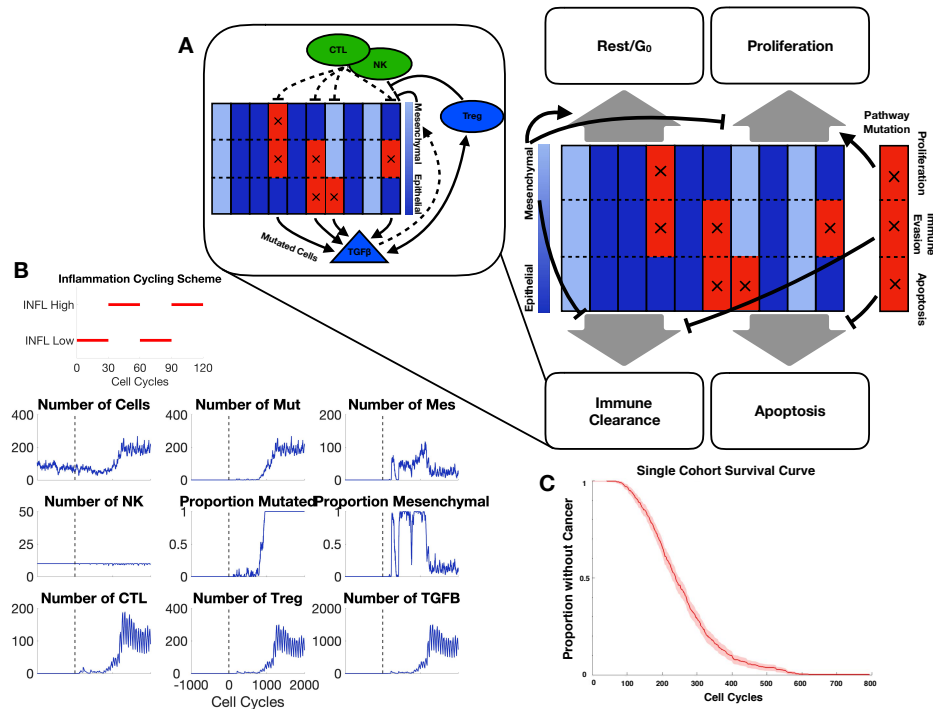 A
CTL
NK
Treg
Mesenchymal
Epithelial
Mutated Cells
TGFβ
Rest/G0
Proliferation
Pathway
Mutation
Mesenchymal
Epithelial
Proliferation
Immune
Evasion
Apoptosis
Immune
Clearance
Apoptosis
B
Inflammation Cycling Scheme
INFL High
INFL Low
0 30 60 90 120
Cell Cycles
Number of Cells
400
200
0
Number of Mut
400
200
0
Number of Mes
200
100
0
Number of NK
50
25
0
Proportion Mutated
1
0.5
0
Proportion Mesenchymal
1
0.5
0
Number of CTL
200
100
0
Number of Treg
400
200
0
Number of TGFB
2000
1000
0
-1000 0 1000 2000
Cell Cycles
C
Single Cohort Survival Curve
Proportion without Cancer
1
0.5
0
0 100 200 300 400 500 600 700 800
Cell Cycles